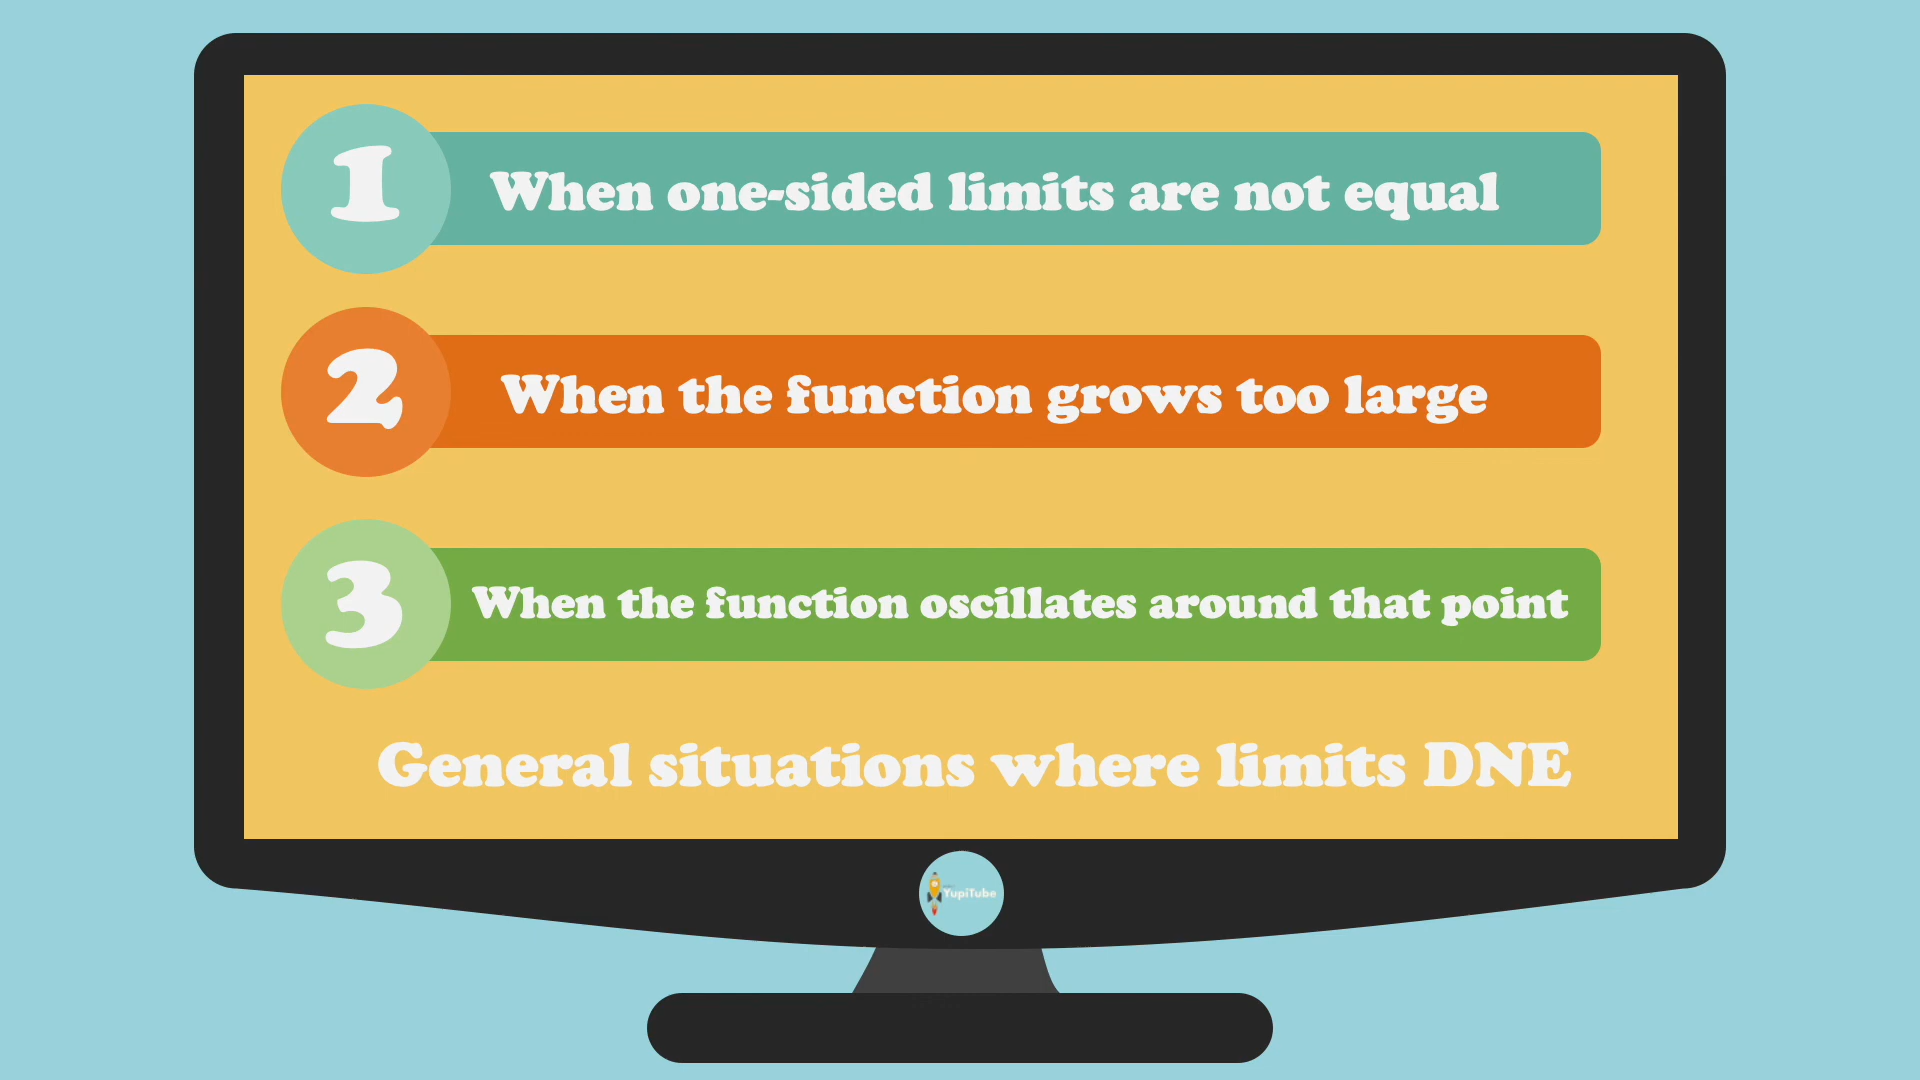 1
When one-sided limits are not equal
2
When the function grows too large
3
When the function oscillates around that point
General situations where limits DNE
YupiTube